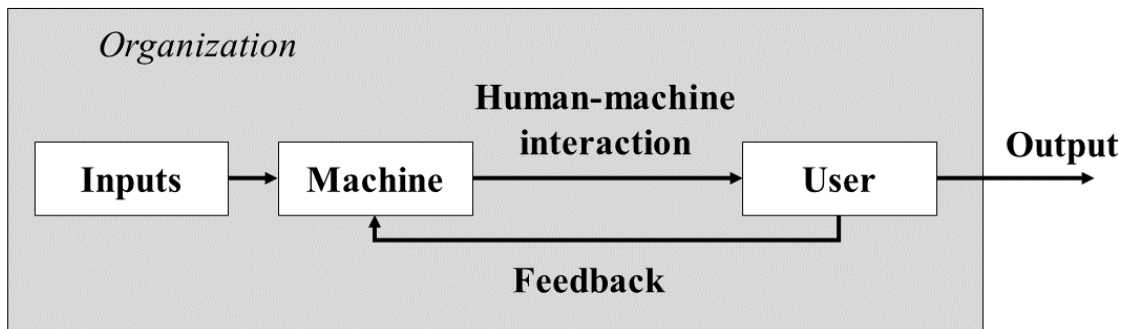 Organization
Human-machine
interaction
Output
Inputs
Machine
User
Feedback